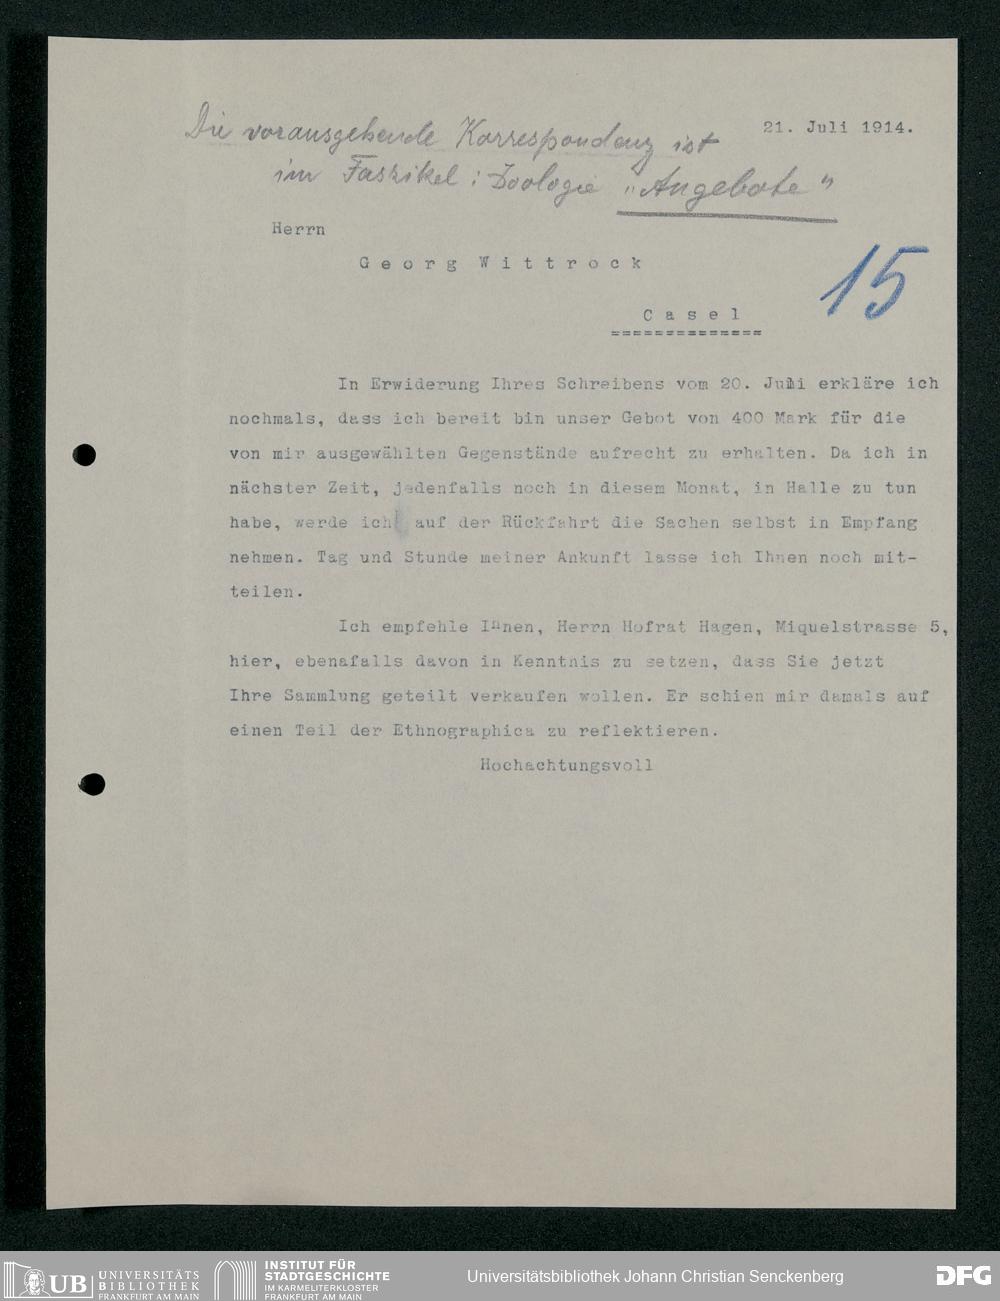 Die vorausgehende Korrespondenz ist
21. Juli 1914.
im Faszikel: Zoologie "Angebote"
Herrn
Georg Wittrock
15
Casel
==============
In Erwiderung Ihres Schreibens vom 20. Juli erkläre ich
nochmals, dass ich bereit bin unser Gebot von 400 Mark für die
von mir ausgewählten Gegenstände aufrecht zu erhalten. Da ich in
nächster Zeit, jedenfalls noch in diesem Monat, in Halle zu tun
habe, werde ich auf der Rückfahrt die Sachen selbst in Empfang
nehmen. Tag und Stunde meiner Ankunft lasse ich Ihnen noch mit-
teilen.
Ich empfehle Ihnen, Herrn Hofrat Hagen, Miquelstrasse 5,
hier, ebenafalls davon in Kenntnis zu setzen, dass Sie jetzt
Ihre Sammlung geteilt verkaufen wollen. Er schien mir damals auf
einen Teil der Ethnographica zu reflektieren.
Hochachtungsvoll
UB UNIVERSITÄTS
BIBLIOTHEK
FRANKFURT AM MAIN
INSTITUT FÜR
STADTGESCHICHTE
IM KARMELITERKLOSTER
FRANKFURT AM MAIN
Universitätsbibliothek Johann Christian Senckenberg
DFG